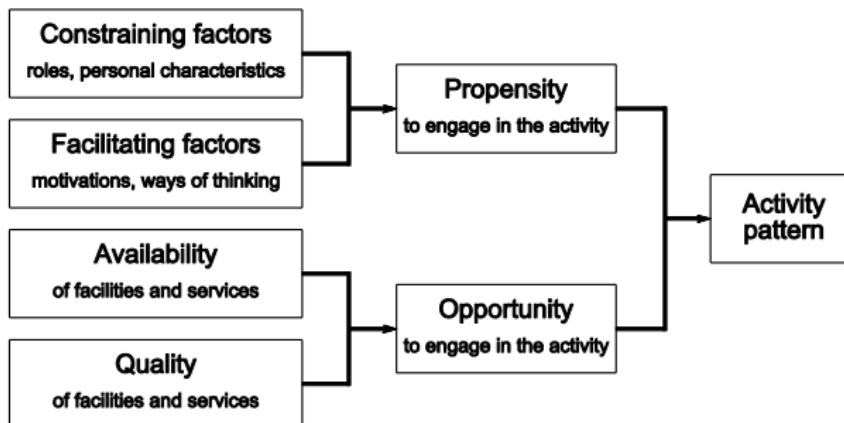 Constraining factors
roles, personal characteristics
Facilitating factors
motivations, ways of thinking
Availability
of facilities and services
Quality
of facilities and services
Propensity
to engage in the activity
Opportunity
to engage in the activity
Activity
pattern